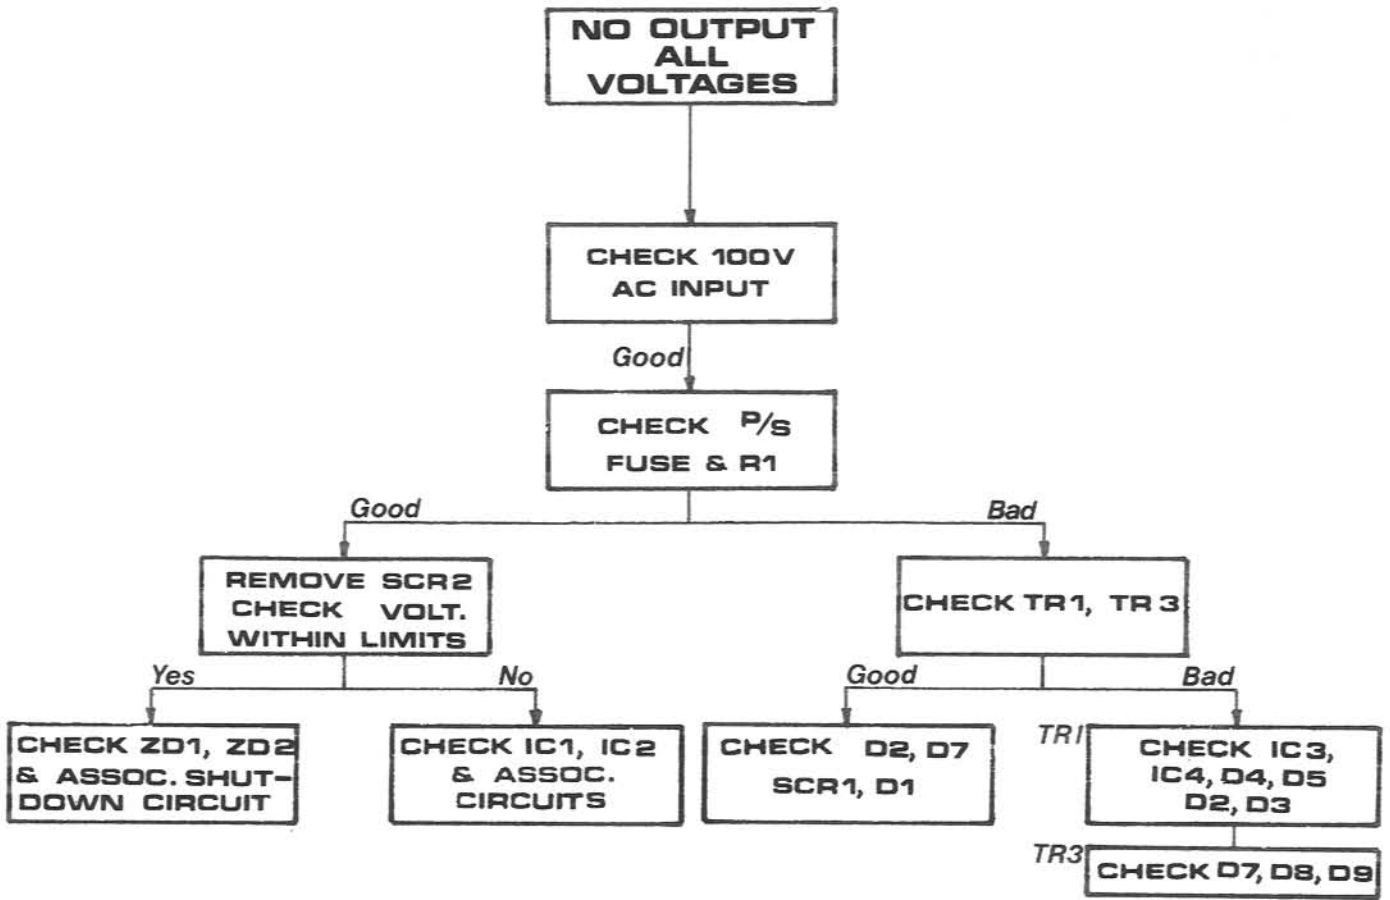 NO OUTPUT
ALL
VOLTAGES
CHECK 100V
AC INPUT
Good
CHECK P/S
FUSE & R1
Good
Bad
REMOVE SCR2
CHECK VOLT.
WITHIN LIMITS
CHECK TR1, TR3
Yes
No
Good
Bad
CHECK ZD1, ZD2
& ASSOC. SHUT-
DOWN CIRCUIT
CHECK IC1, IC2
& ASSOC.
CIRCUITS
CHECK D2, D7
SCR1, D1
TR1
CHECK IC3,
IC4, D4, D5
D2, D3
TR3
CHECK D7, D8, D9